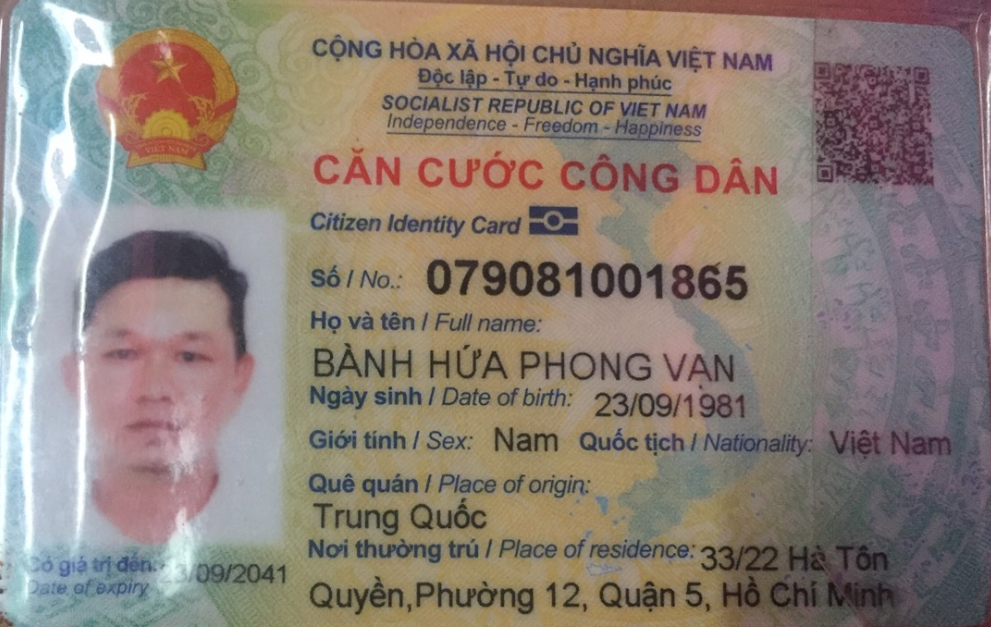 CỘNG HÒA XÃ HỘI CHỦ NGHĨA VIỆT NAM
Độc lập - Tự do - Hạnh phúc
SOCIALIST REPUBLIC OF VIET NAM
Independence - Freedom - Happiness
CĂN CƯỚC CÔNG DÂN
Citizen Identity Card
Số / No.: 079081001865
Họ và tên / Full name:
BÀNH HỨA PHONG VẠN
Ngày sinh / Date of birth: 23/09/1981
Giới tính / Sex: Nam Quốc tịch / Nationality: Việt Nam
Quê quán / Place of origin:
Trung Quốc
Nơi thường trú / Place of residence: 33/22 Hà Tôn
Quyền,Phường 12, Quận 5, Hồ Chí Minh
VIỆT NAM
Có giá trị đến: 23/09/2041
Date of expiry